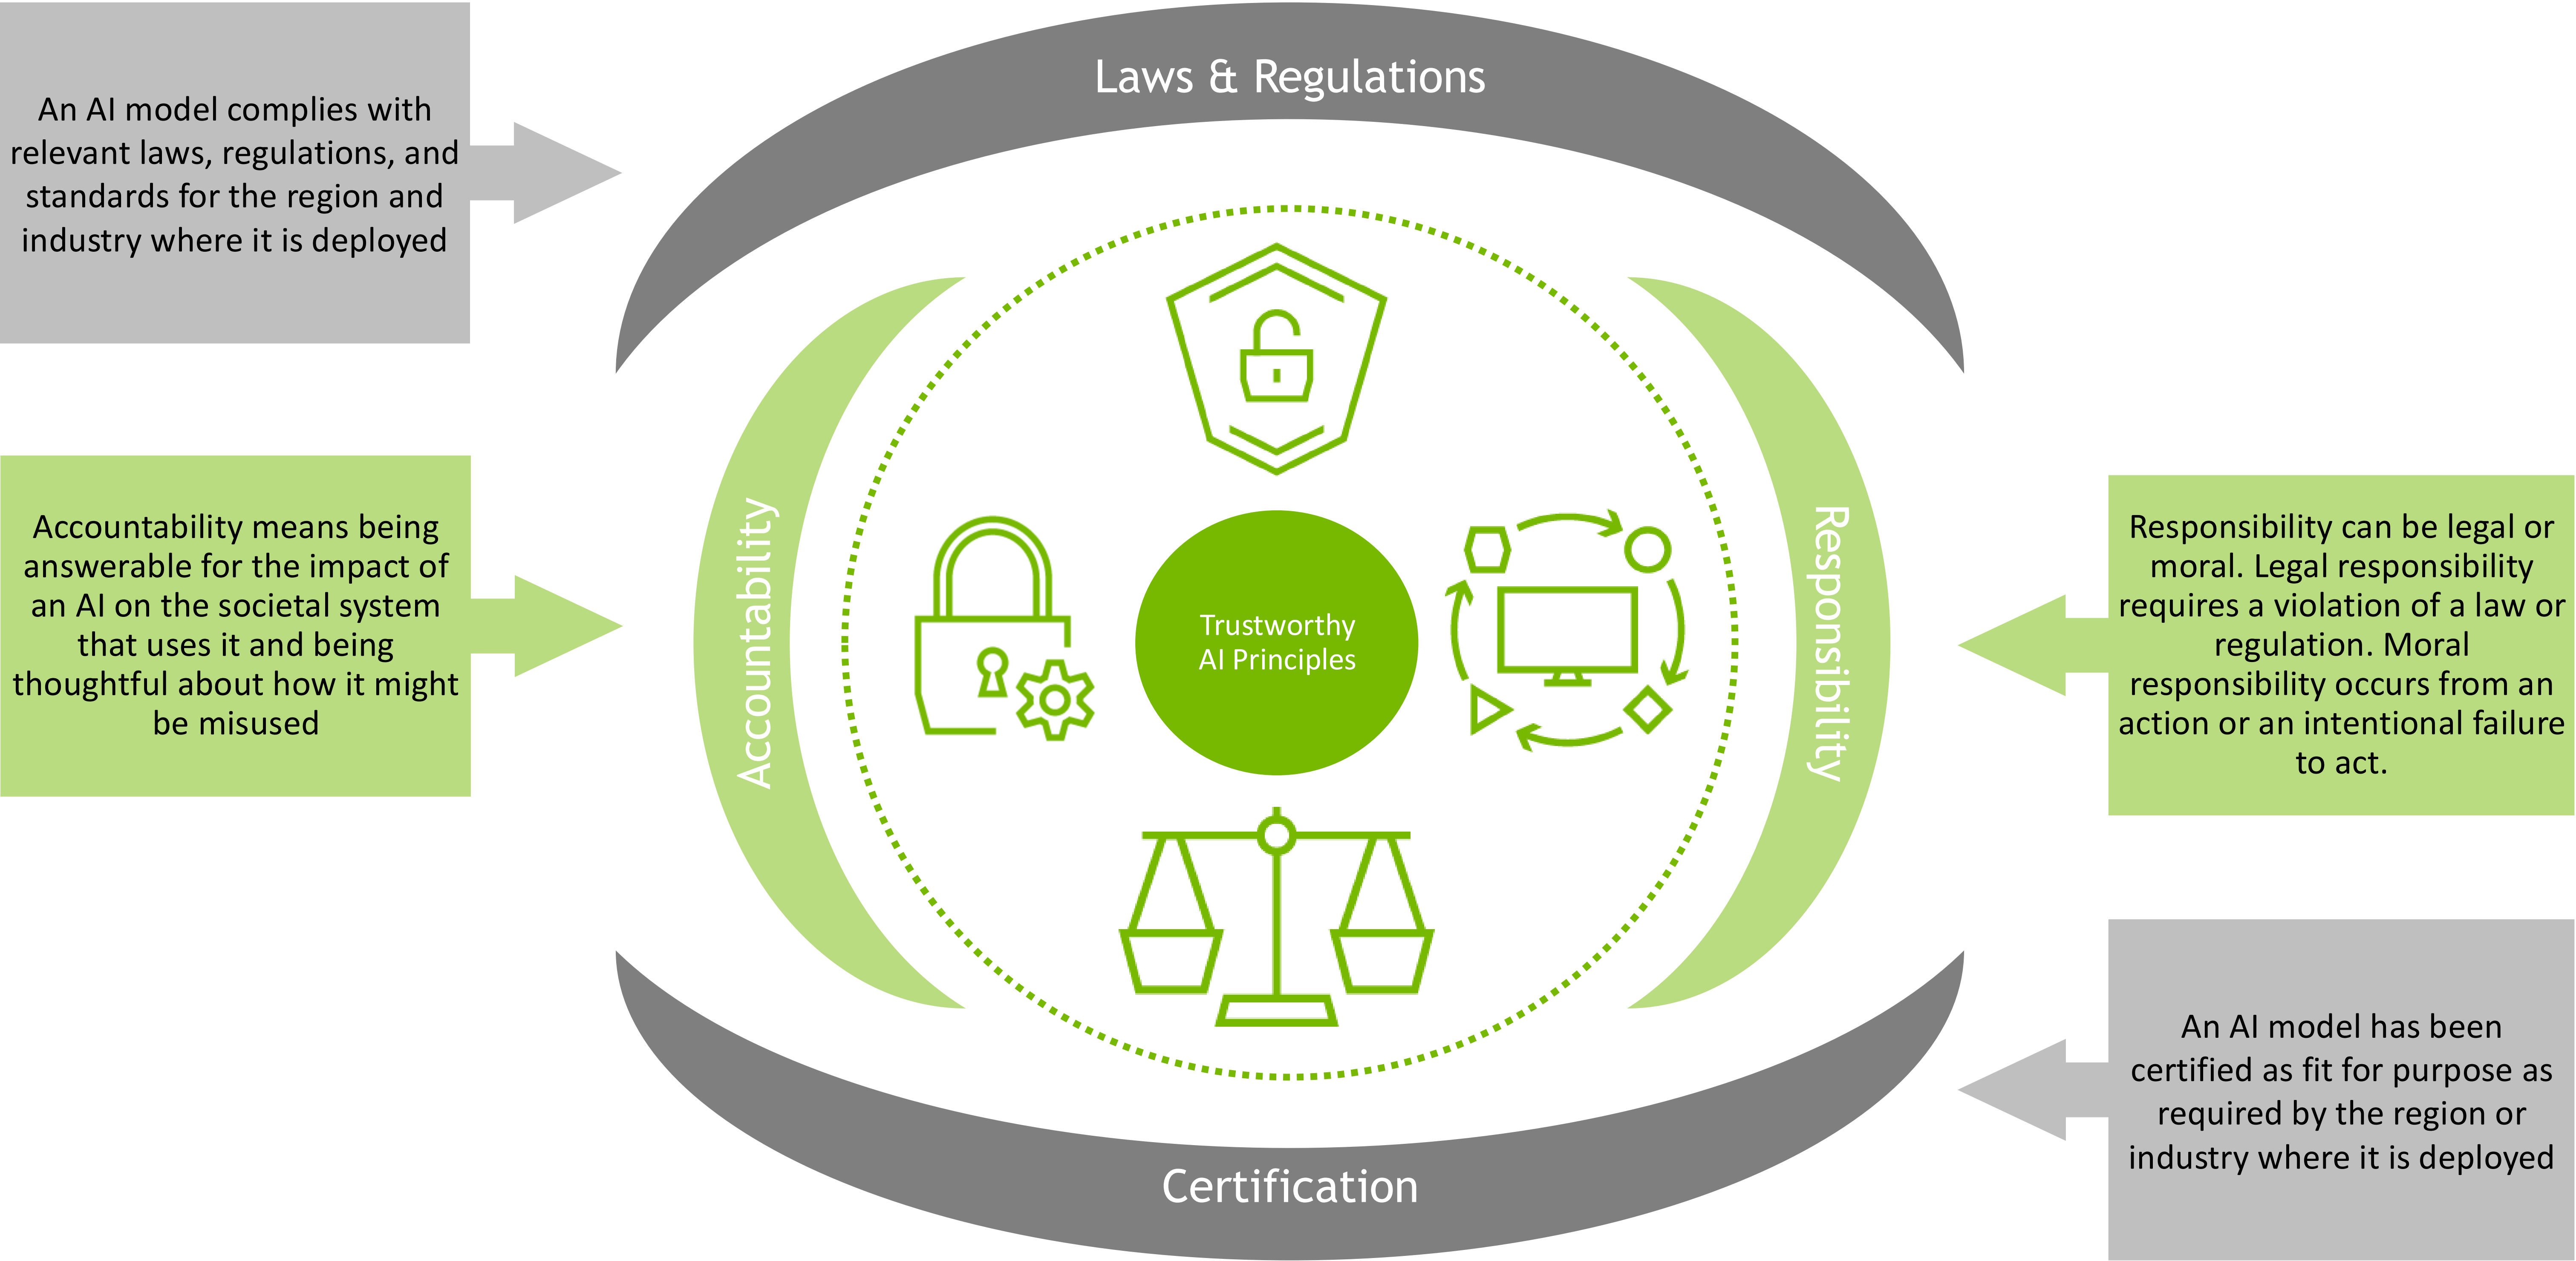 Laws & Regulations
An AI model complies with
relevant laws, regulations, and
standards for the region and
industry where it is deployed
Accountability means being
answerable for the impact of
an AI on the societal system
that uses it and being
thoughtful about how it might
be misused
Accountability
Trustworthy
AI Principles
Responsibility
Responsibility can be legal or
moral. Legal responsibility
requires a violation of a law or
regulation. Moral
responsibility occurs from an
action or an intentional failure
to act.
An AI model has been
certified as fit for purpose as
required by the region or
industry where it is deployed
Certification